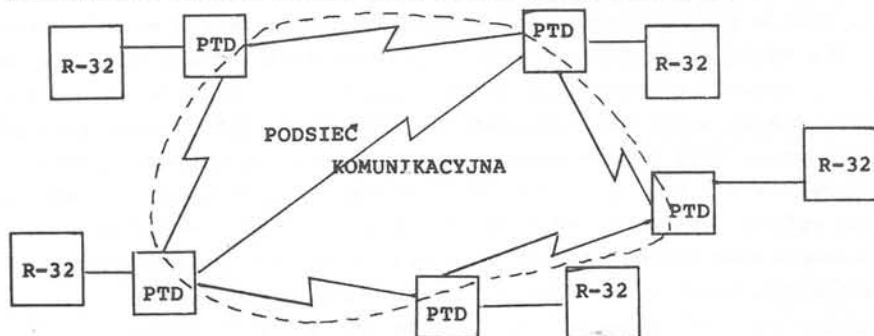 R-32
PTD
PTD
R-32
PODSIEĆ
KOMUNIKACYJNA
R-32
PTD
R-32
PTD
PTD
R-32